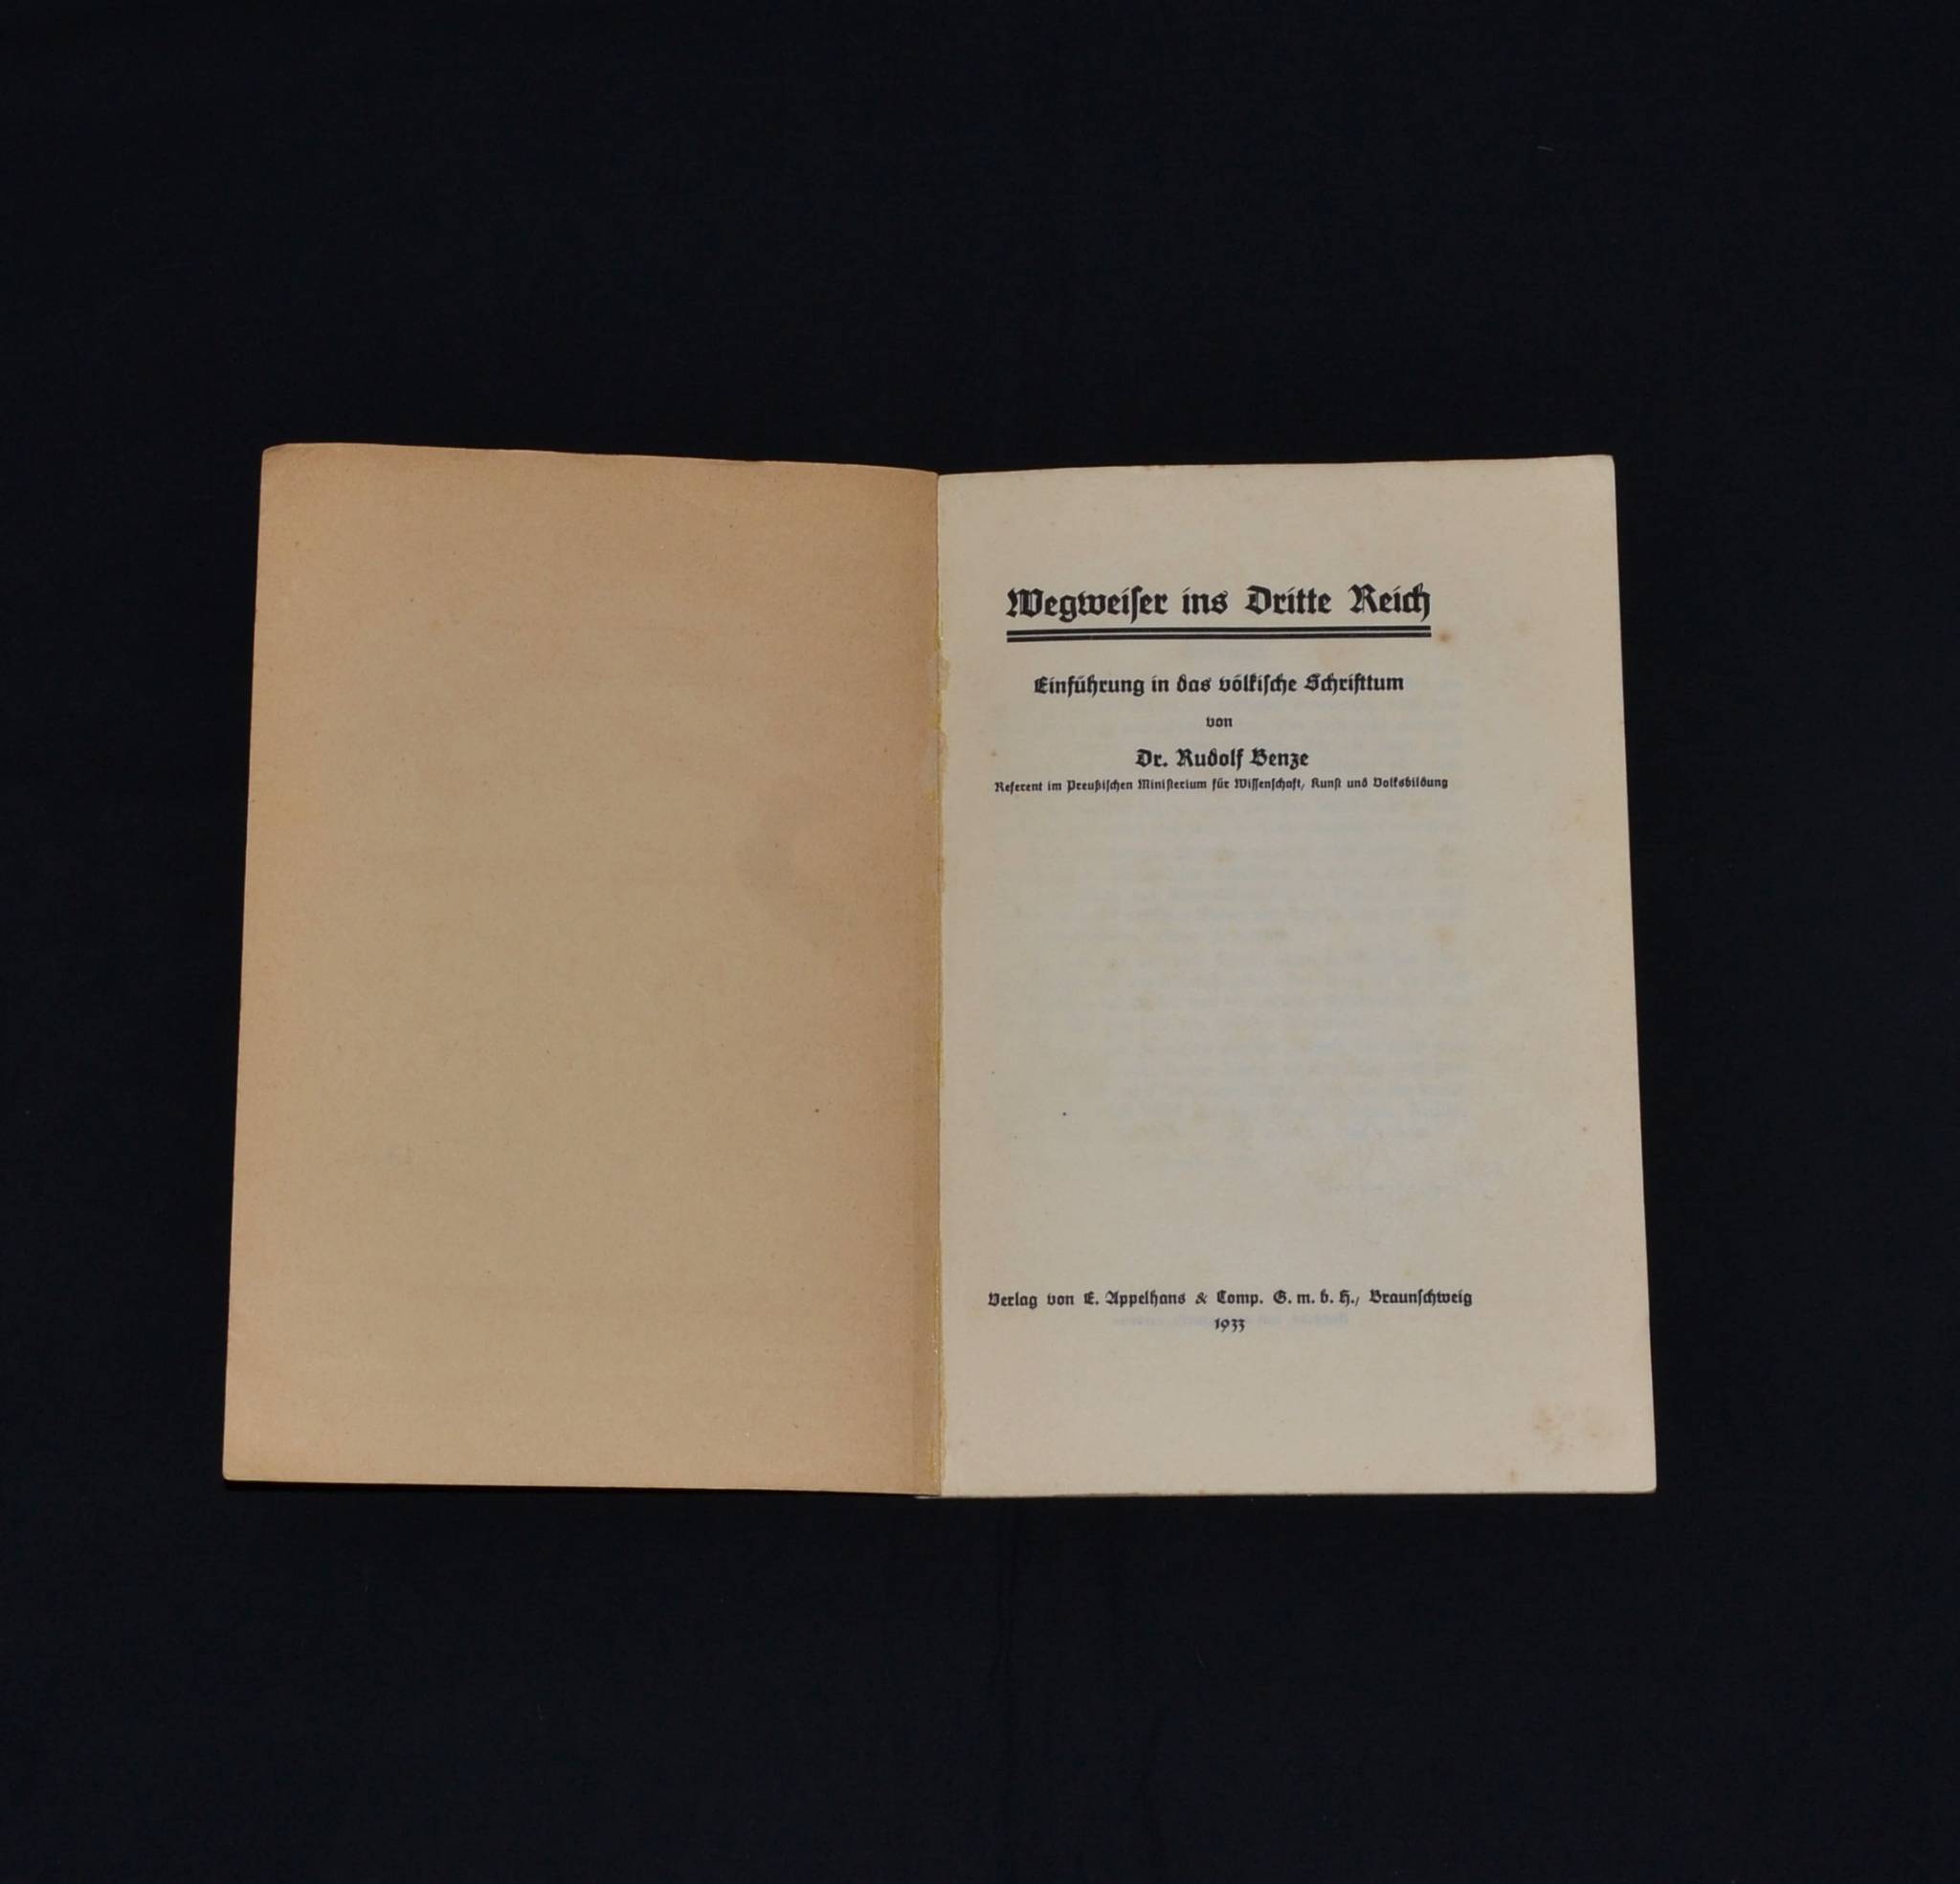 Wegweiser ins Dritte Reich
Einführung in das völkische Schrifttum
von
Dr. Rudolf Benze
Referent im Preußischen Ministerium für Wissenschaft, Kunst und Volksbildung
Verlag von E. Appelhans & Comp. G. m. b. H., Braunschweig
1933